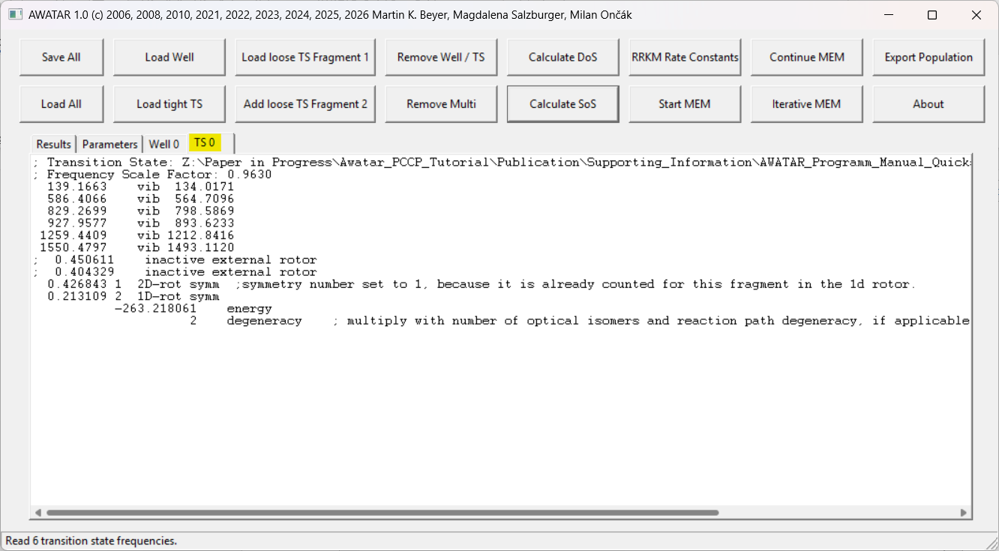 AWATAR 1.0 (c) 2006, 2008, 2010, 2021, 2022, 2023, 2024, 2025, 2026 Martin K. Beyer, Magdalena Salzburger, Milan Ončák
Save All Load Well Load loose TS Fragment 1 Remove Well / TS Calculate DoS RRKM Rate Constants Continue MEM Export Population
Load All Load tight TS Add loose TS Fragment 2 Remove Multi Calculate SoS Start MEM Iterative MEM About
Results Parameters Well 0 TS 0
; Transition State: Z:\Paper in Progress\Awatar_PCCP_Tutorial\Publication\Supporting_Information\AWATAR_Programm_Manual_Quick
; Frequency Scale Factor: 0.9630
139.1663 vib 134.0171
586.4066 vib 564.7096
829.2699 vib 798.5869
927.9577 vib 893.6233
1259.4409 vib 1212.8416
1550.4797 vib 1493.1120
; 0.450611 inactive external rotor
; 0.404329 inactive external rotor
0.426843 1 2D-rot symm ;symmetry number set to 1, because it is already counted for this fragment in the 1d rotor.
0.213109 2 1D-rot symm
-263.218061 energy
2 degeneracy ; multiply with number of optical isomers and reaction path degeneracy, if applicable
Read 6 transition state frequencies.